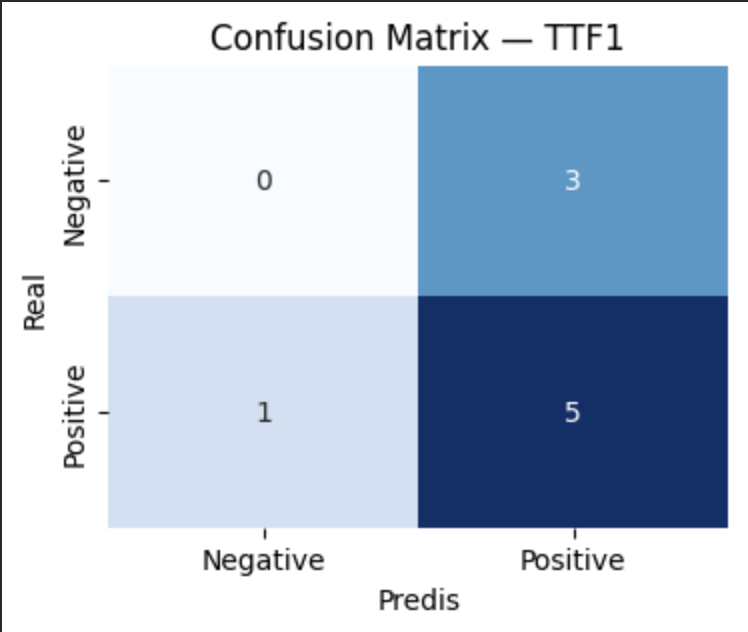 Confusion Matrix — TTF1
Real
Negative
0
3
Positive
1
5
Negative
Positive
Predis